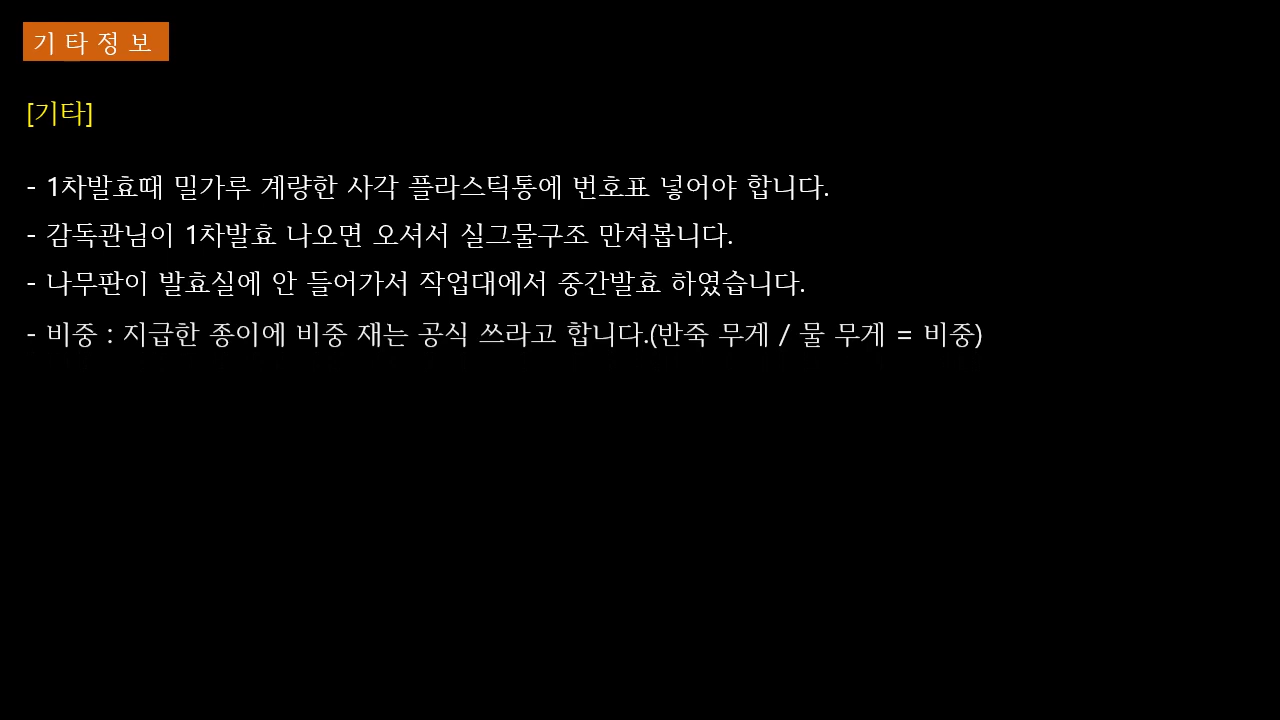 기타정보
[기타]
- 1차발효때 밀가루 계량한 사각 플라스틱통에 번호표 넣어야 합니다.
- 감독관님이 1차발효 나오면 오셔서 실그물구조 만져봅니다.
- 나무판이 발효실에 안 들어가서 작업대에서 중간발효 하였습니다.
- 비중 : 지급한 종이에 비중 재는 공식 쓰라고 합니다.(반죽 무게 / 물 무게 = 비중)